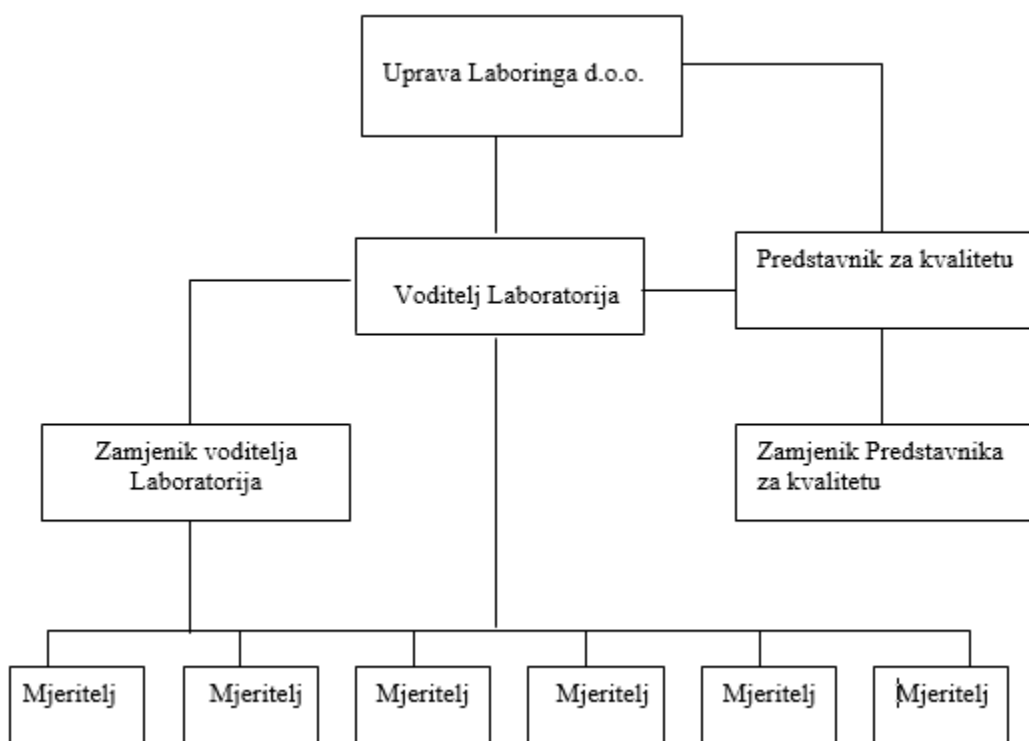 Uprava Laboringa d.o.o.
Predstavnik za kvalitetu
Voditelj Laboratorija
Zamjenik voditelja
Laboratorija
Zamjenik Predstavnika
za kvalitetu
Mjeritelj
Mjeritelj
Mjeritelj
Mjeritelj
Mjeritelj
Mjeritelj